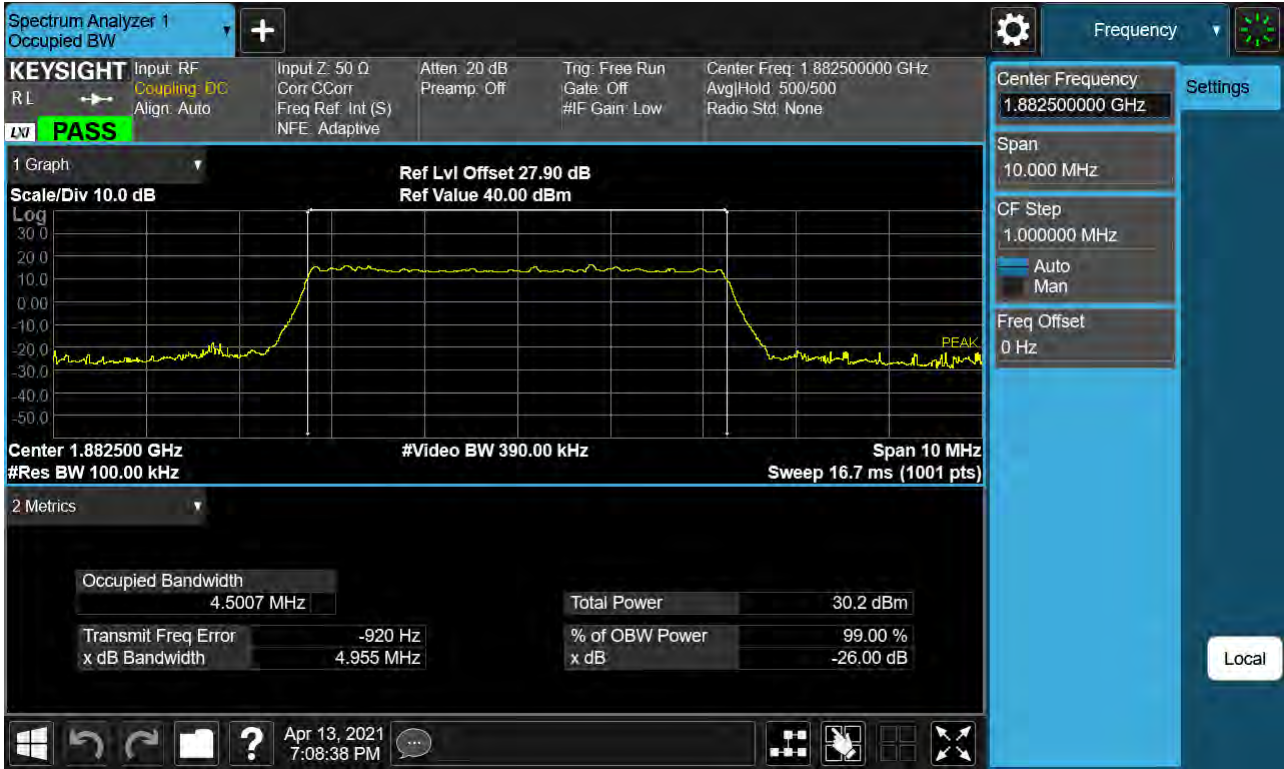 Spectrum Analyzer 1
Occupied BW
Frequency
KEYSIGHT
R L
LXI PASS
Input: RF
Coupling: DC
Align: Auto
Input Z: 50 Ω
Corr CCorr
Freq Ref: Int (S)
NFE: Adaptive
Atten: 20 dB
Preamp: Off
Trig: Free Run
Gate: Off
#IF Gain: Low
Center Freq: 1.882500000 GHz
Avg|Hold: 500/500
Radio Std: None
Center Frequency
1.882500000 GHz
Settings
Span
10.000 MHz
CF Step
1.000000 MHz
Auto
Man
Freq Offset
0 Hz
1 Graph
Scale/Div 10.0 dB
Ref Lvl Offset 27.90 dB
Ref Value 40.00 dBm
Log
30.0
20.0
10.0
0.00
-10.0
-20.0
-30.0
-40.0
-50.0
PEAK
Center 1.882500 GHz
#Video BW 390.00 kHz
Span 10 MHz
#Res BW 100.00 kHz
Sweep 16.7 ms (1001 pts)
2 Metrics
Occupied Bandwidth
4.5007 MHz
Total Power 30.2 dBm
Transmit Freq Error -920 Hz
% of OBW Power 99.00 %
x dB Bandwidth 4.955 MHz
x dB -26.00 dB
Local
?
Apr 13, 2021
7:08:38 PM